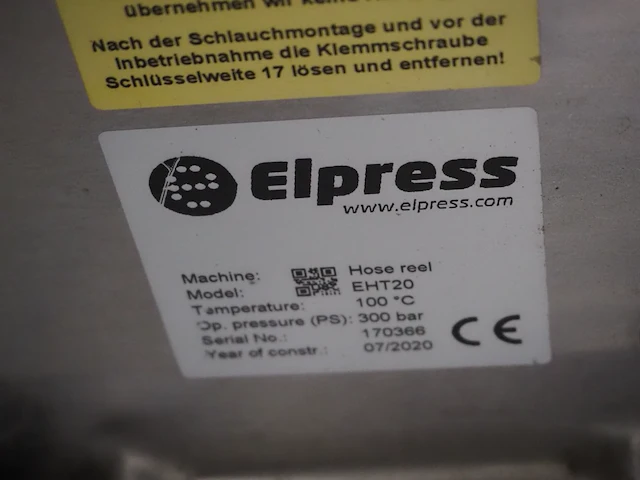 übernehmen wir keine
Nach der Schlauchmontage und vor der
Inbetriebnahme die Klemmschraube
Schlüsselweite 17 lösen und entfernen!
Elpress
www.elpress.com
Machine: Hose reel
Model: EHT20
Temperature: 100 °C
Op. pressure (PS): 300 bar
Serial No.: 170366
Year of constr.: 07/2020
CE